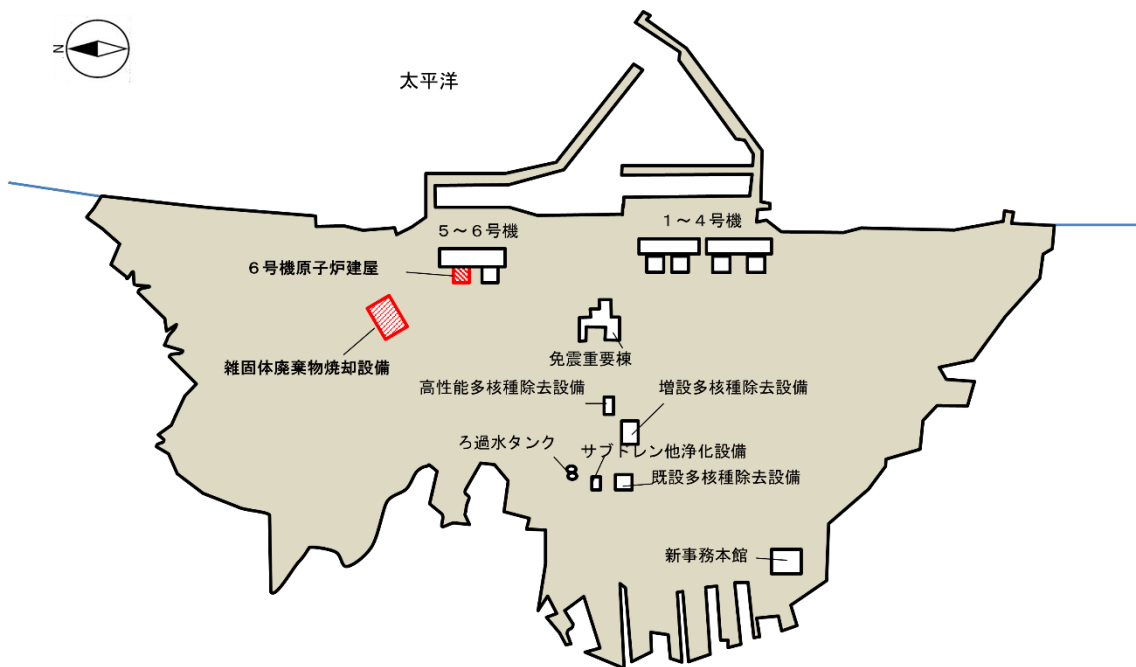 N
太平洋
1～4号機
5～6号機
6号機原子炉建屋
雑固体廃棄物焼却設備
免震重要棟
高性能多核種除去設備
増設多核種除去設備
ろ過水タンク
サブドレン他浄化設備
既設多核種除去設備
新事務本館